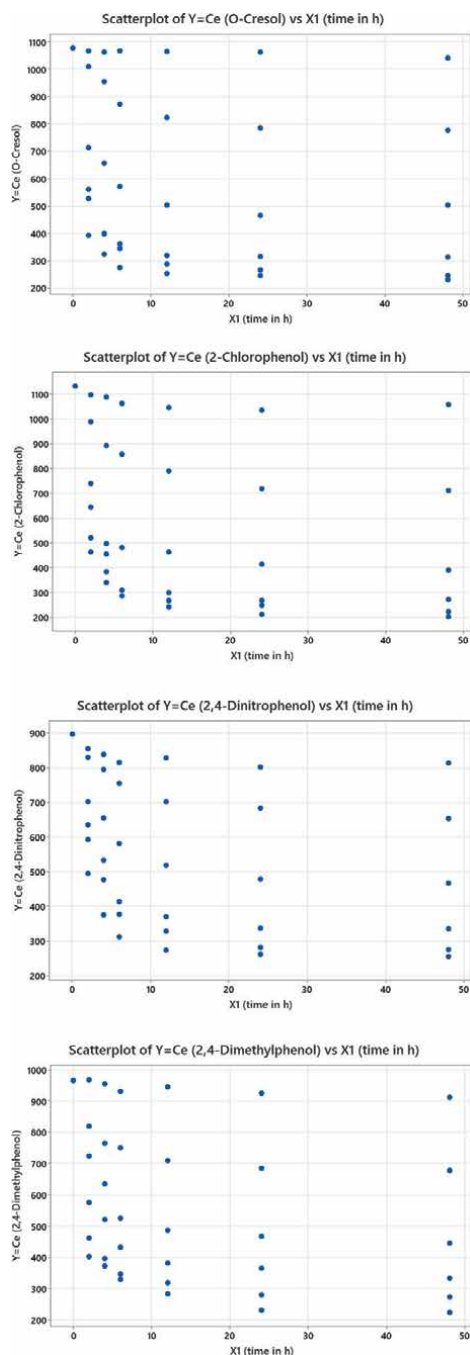 Scatterplot of Y=Ce (O-Cresol) vs X1 (time in h)
Y=Ce (O-Cresol)
1100
1000
900
800
700
600
500
400
300
200
0 10 20 30 40 50
X1 (time in h)
Scatterplot of Y=Ce (2-Chlorophenol) vs X1 (time in h)
Y=Ce (2-Chlorophenol)
1100
1000
900
800
700
600
500
400
300
200
0 10 20 30 40 50
X1 (time in h)
Scatterplot of Y=Ce (2,4-Dinitrophenol) vs X1 (time in h)
Y=Ce (2,4-Dinitrophenol)
900
800
700
600
500
400
300
200
0 10 20 30 40 50
X1 (time in h)
Scatterplot of Y=Ce (2,4-Dimethylphenol) vs X1 (time in h)
Y=Ce (2,4-Dimethylphenol)
1000
900
800
700
600
500
400
300
200
0 10 20 30 40 50
X1 (time in h)